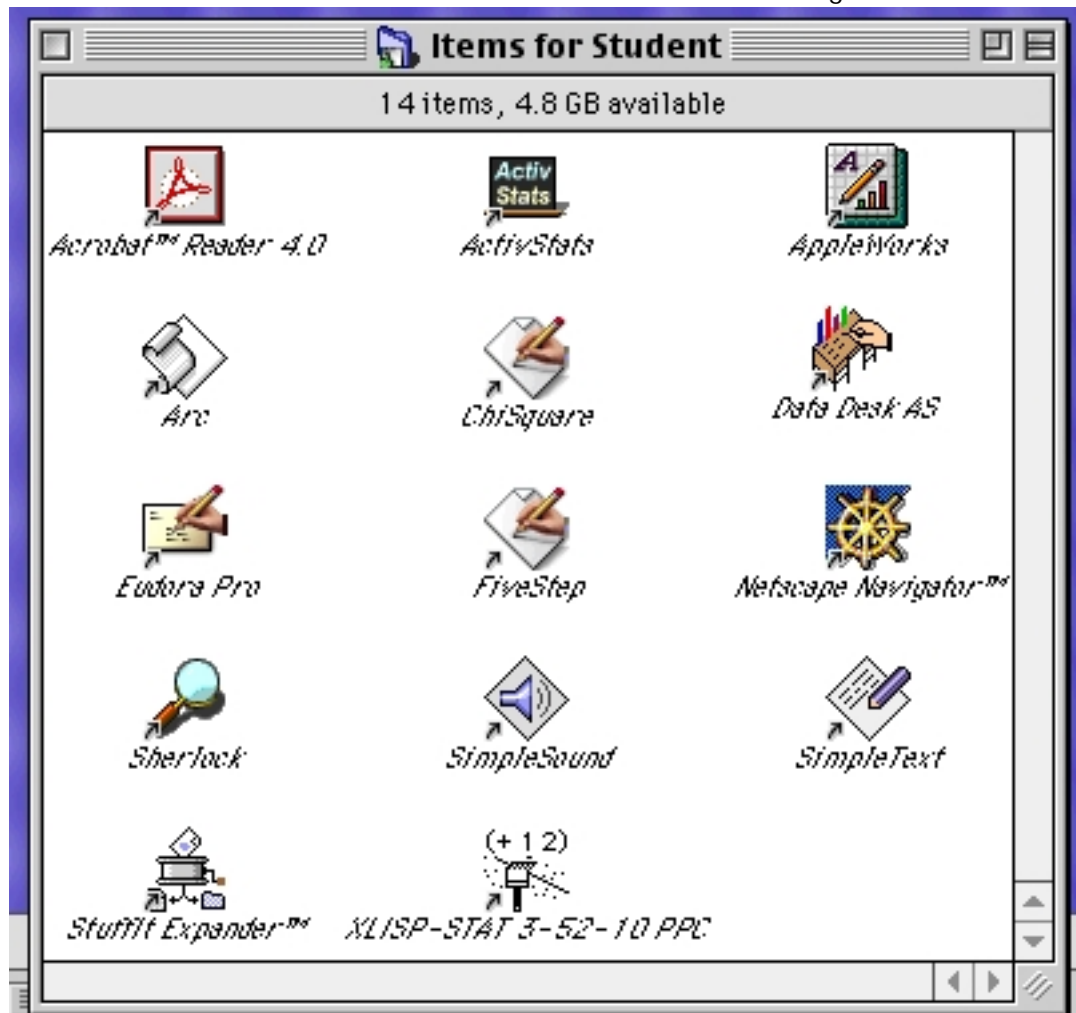 Items for Student
14 items, 4.8 GB available
Acrobat™ Reader 4.0
Activ
Stats
ActivStats
A
AppleWorks
Arc
ChiSquare
Data Desk AS
Eudora Pro
FiveStep
Netscape Navigator™
Sherlock
SimpleSound
SimpleText
(+ 1 2)
StuffIt Expander™
XLISP-STAT 3-52-10 PPC